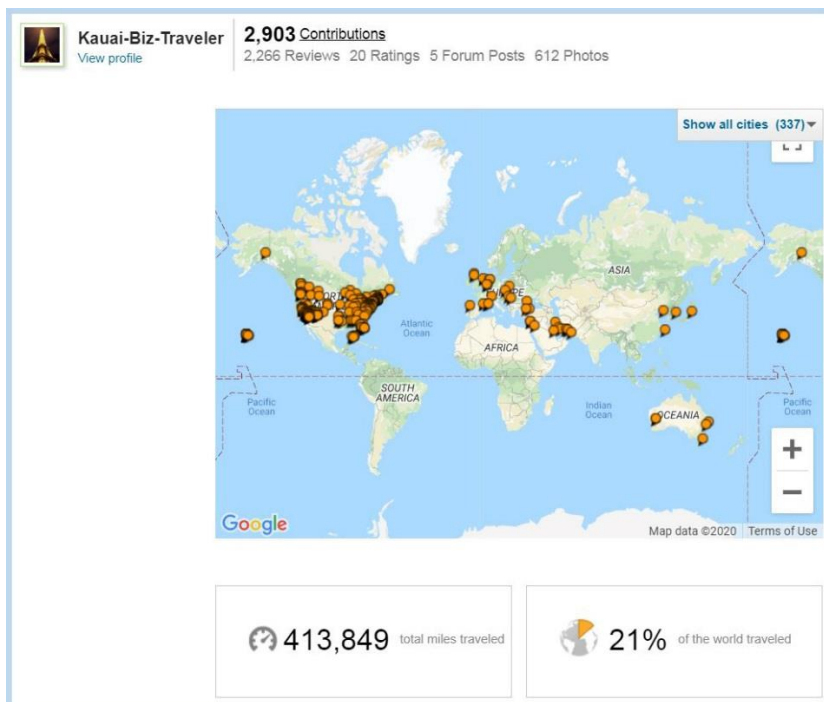 Kauai-Biz-Traveler
View profile
2,903 Contributions
2,266 Reviews 20 Ratings 5 Forum Posts 612 Photos
Show all cities (337)
ASIA
Atlantic
Ocean
AFRICA
SOUTH
AMERICA
Pacific
Ocean
Indian
Ocean
OCEANIA
Pacific
Ocean
Google
Map data ©2020 Terms of Use
413,849 total miles traveled
21% of the world traveled